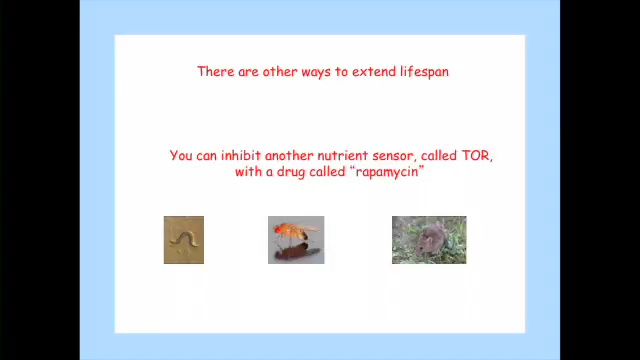 There are other ways to extend lifespan
You can inhibit another nutrient sensor, called TOR,
with a drug called “rapamycin”